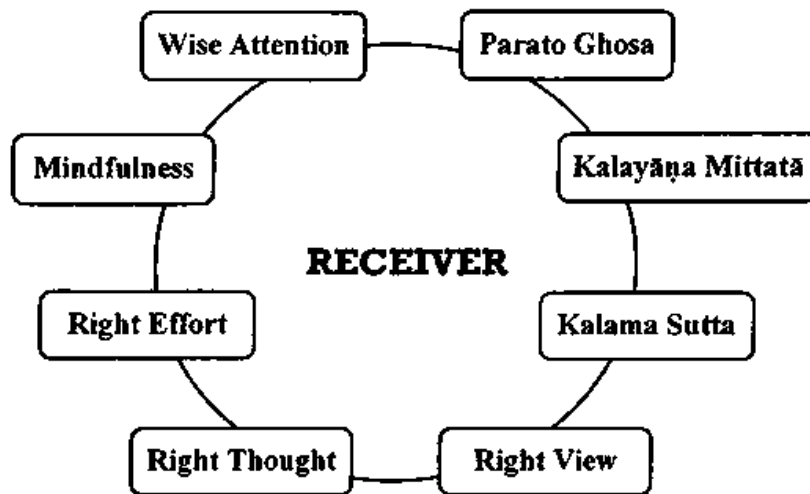 Wise Attention
Parato Ghosa
Mindfulness
Kalayāṇa Mittatā
RECEIVER
Right Effort
Kalama Sutta
Right Thought
Right View